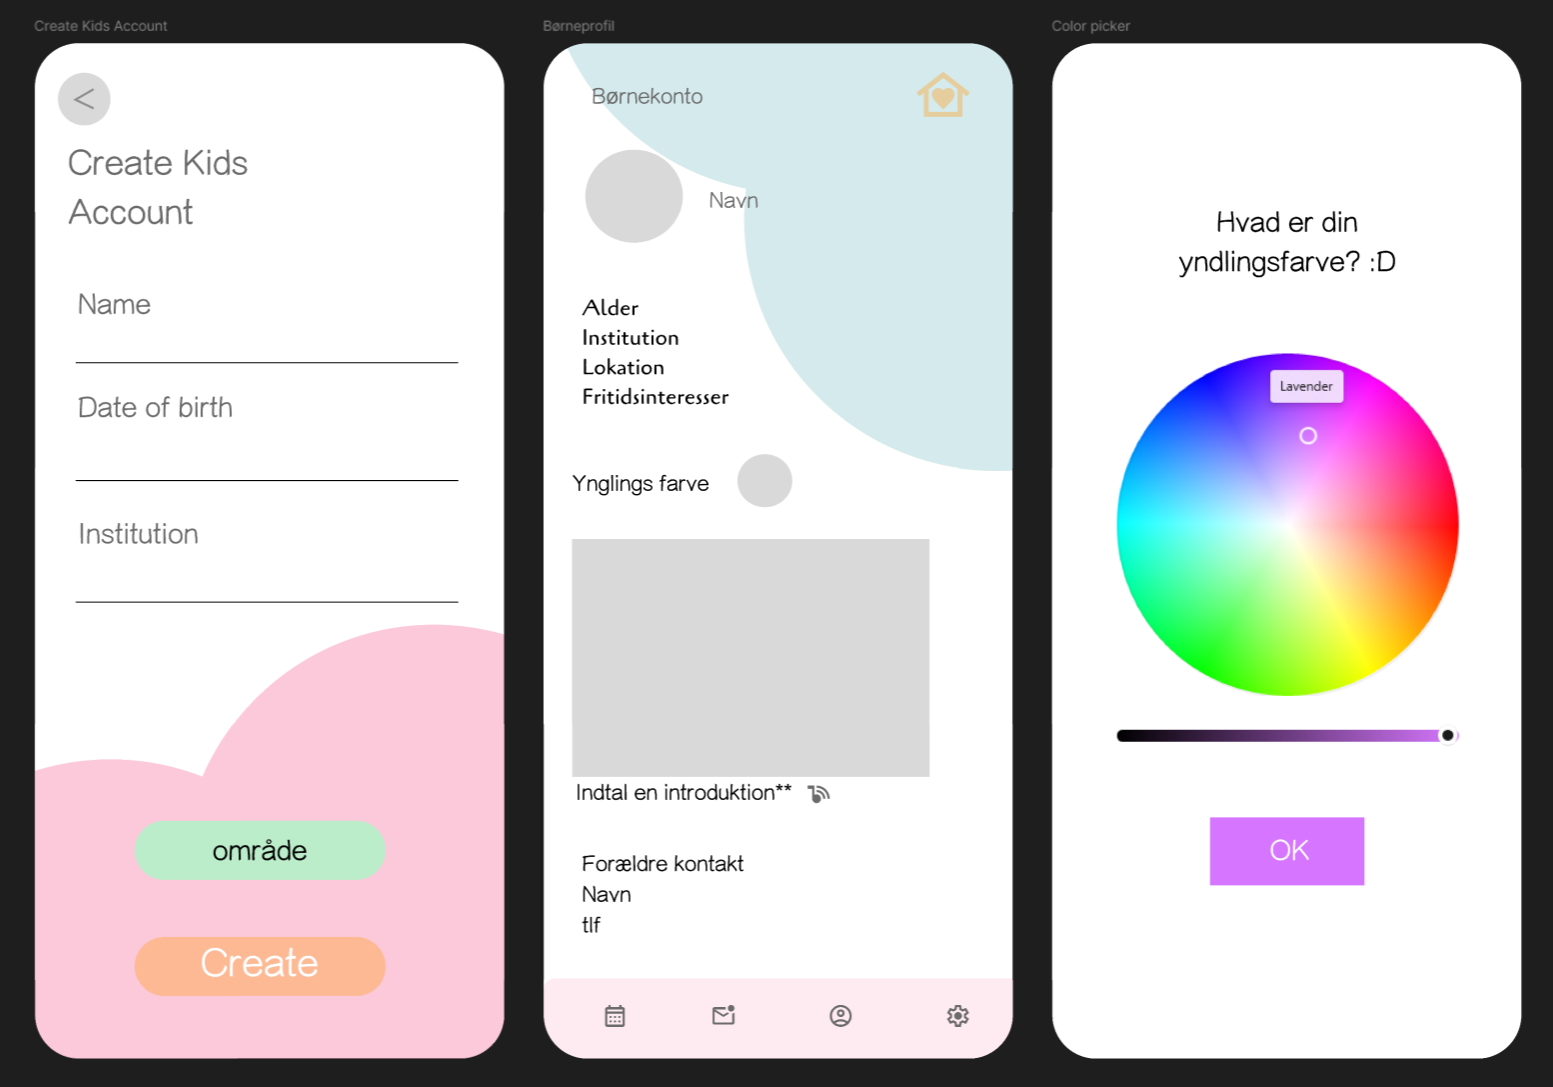 Create Kids Account
<
Create Kids
Account
Name
Date of birth
Institution
område
Create
Børneprofil
Børnekonto
Navn
Alder
Institution
Lokation
Fritidsinteresser
Ynglings farve
Indtal en introduktion**
Forældre kontakt
Navn
tlf
Color picker
Hvad er din
yndlingsfarve? :D
Lavender
OK